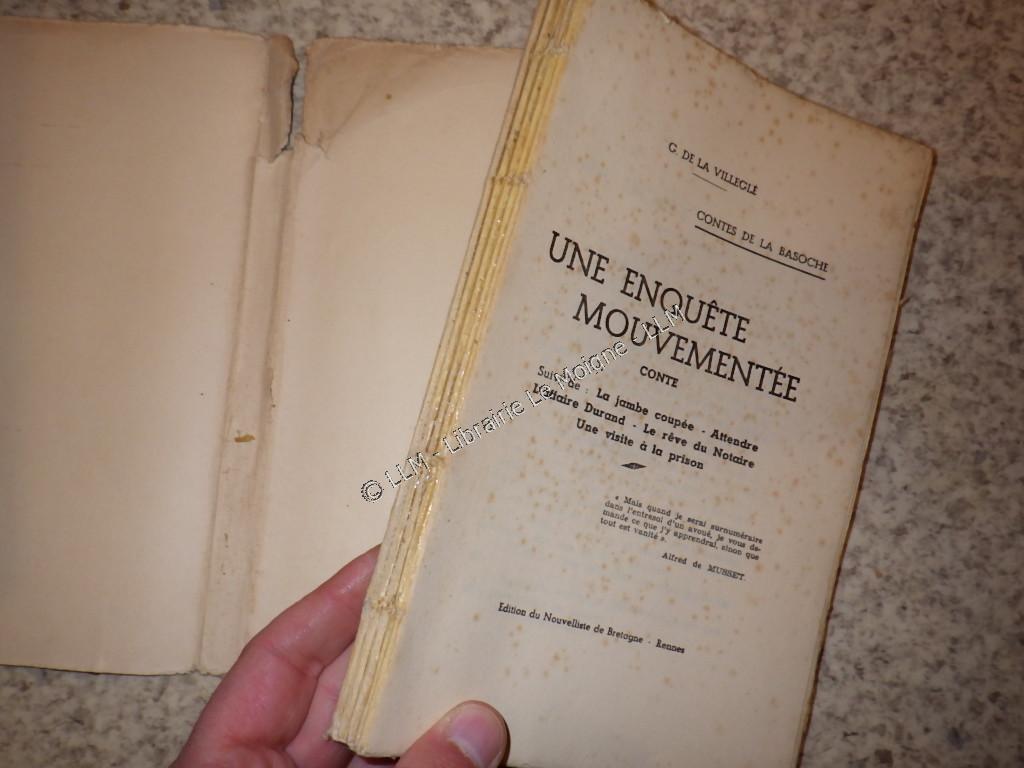 G. DE LA VILLEGLÉ
CONTES DE LA BASOCHE
UNE ENQUÊTE
MOUVEMENTÉE
CONTE
Suivi de : La jambe coupée - Attendre
L'affaire Durand - Le rêve du Notaire
Une visite à la prison
« Mais quand je serai surnuméraire
dans l'entresol d'un avoué, je vous de-
mande ce que j'y apprendrai, sinon que
tout est vanité ».
Alfred de MUSSET.
Edition du Nouvelliste de Bretagne - Rennes
© LLM - Librairie Le Moigne - LLM